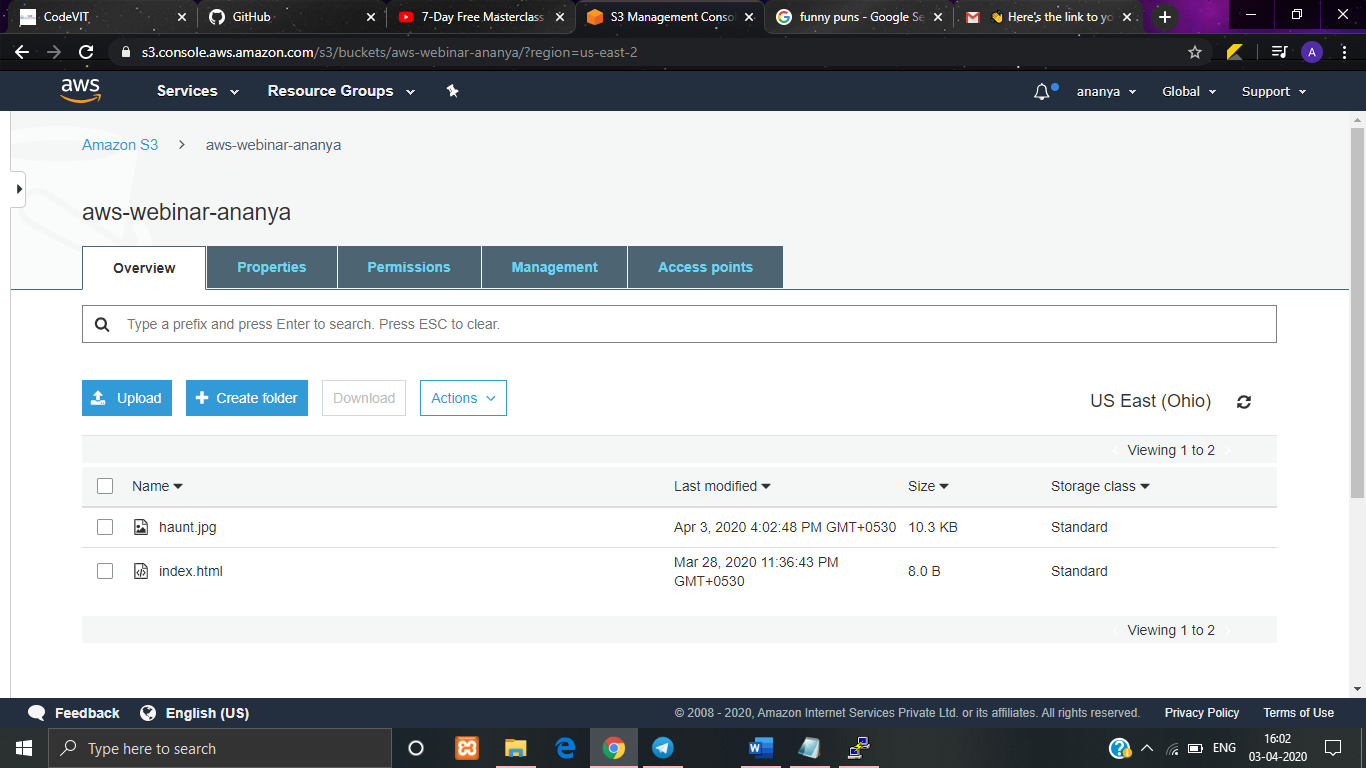 CodeVIT
GitHub
7-Day Free Masterclass
S3 Management Conso
funny puns - Google Se
👋 Here's the link to yo
s3.console.aws.amazon.com/s3/buckets/aws-webinar-ananya/?region=us-east-2
A
aws
Services
Resource Groups
ananya
Global
Support
Amazon S3 > aws-webinar-ananya
aws-webinar-ananya
Overview
Properties
Permissions
Management
Access points
Type a prefix and press Enter to search. Press ESC to clear.
Upload
Create folder
Download
Actions
US East (Ohio)
Viewing 1 to 2
Name
Last modified
Size
Storage class
haunt.jpg
Apr 3, 2020 4:02:48 PM GMT+0530
10.3 KB
Standard
index.html
Mar 28, 2020 11:36:43 PM
GMT+0530
8.0 B
Standard
Viewing 1 to 2
Feedback
English (US)
© 2008 - 2020, Amazon Internet Services Private Ltd. or its affiliates. All rights reserved.
Privacy Policy
Terms of Use
Type here to search
ENG
16:02
03-04-2020